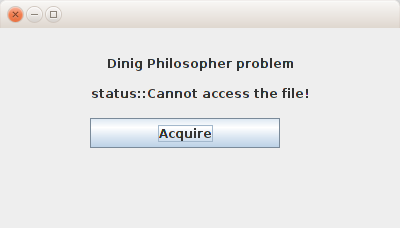 Dinig Philosopher problem
status::Cannot access the file!
Acquire